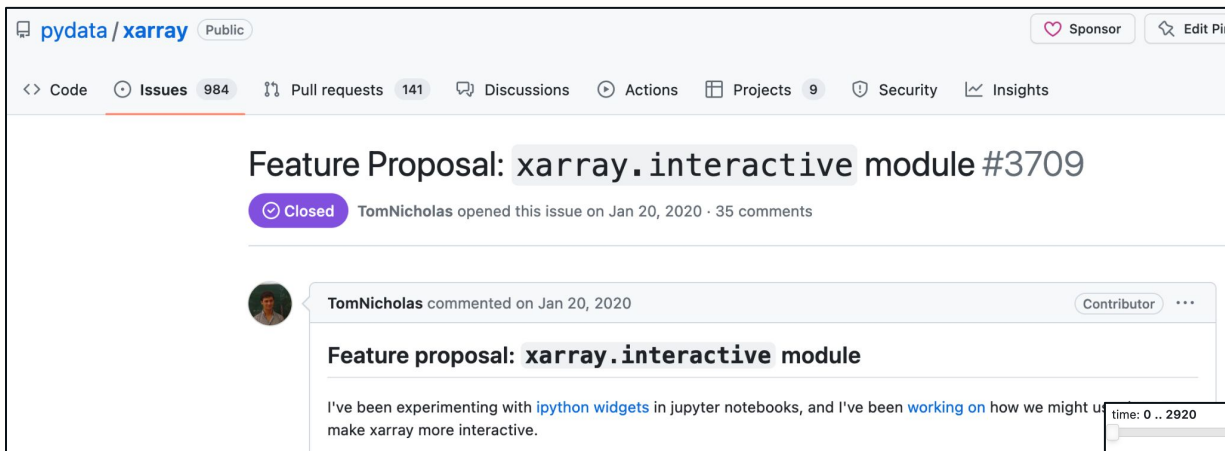 pydata / xarray Public
Sponsor
Edit
<> Code
Issues 984
Pull requests 141
Discussions
Actions
Projects 9
Security
Insights
Feature Proposal: xarray.interactive module #3709
Closed
TomNicholas opened this issue on Jan 20, 2020 · 35 comments
TomNicholas commented on Jan 20, 2020
Contributor ...
Feature proposal: xarray.interactive module
I've been experimenting with ipython widgets in jupyter notebooks, and I've been working on how we might
make xarray more interactive.
time: 0 .. 2920